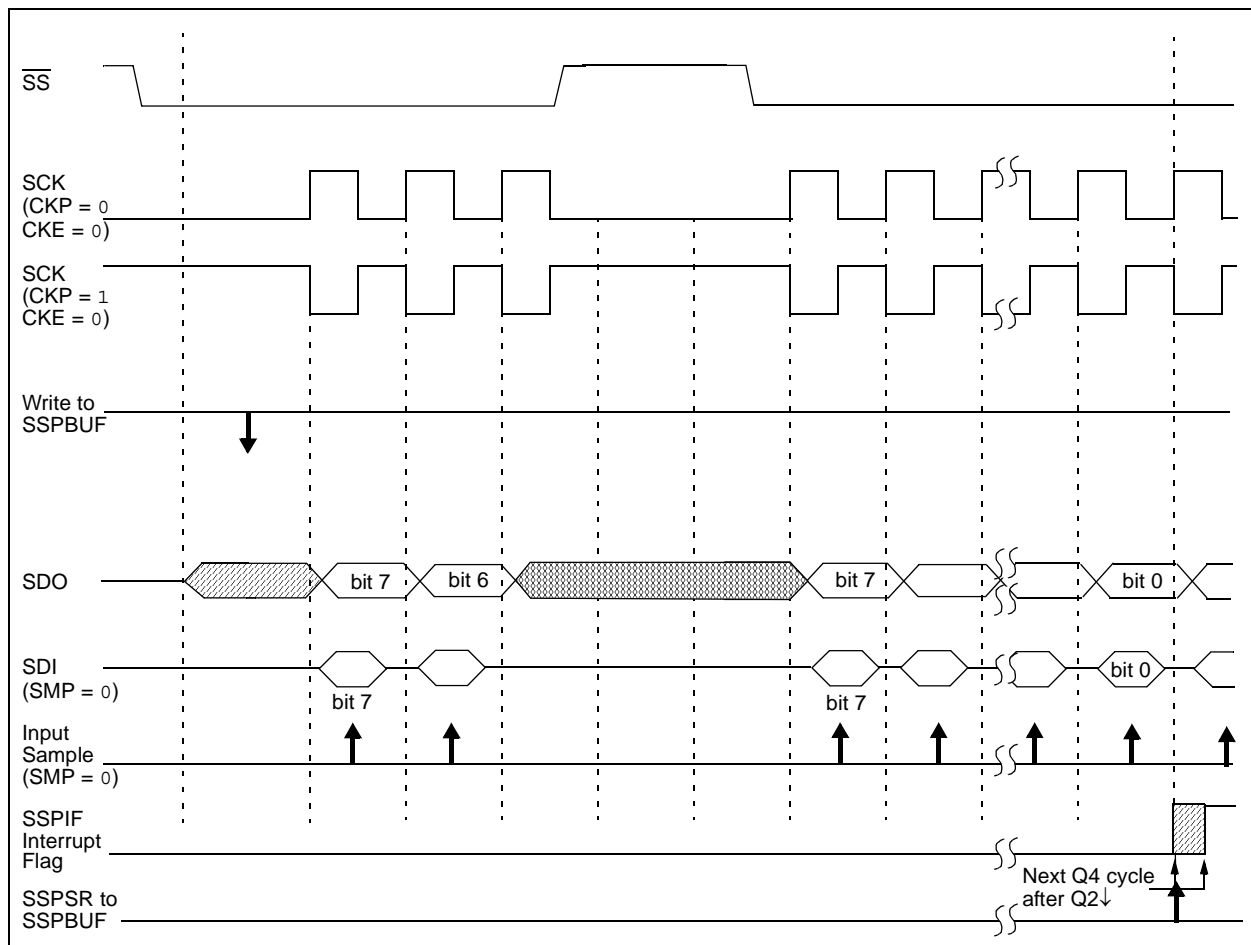 SS
SCK
(CKP = 0
CKE = 0)
SCK
(CKP = 1
CKE = 0)
Write to
SSPBUF
SDO
bit 7
bit 6
bit 7
bit 0
SDI
(SMP = 0)
bit 7
bit 7
bit 0
Input
Sample
(SMP = 0)
SSPIF
Interrupt
Flag
Next Q4 cycle
after Q2↓
SSPSR to
SSPBUF